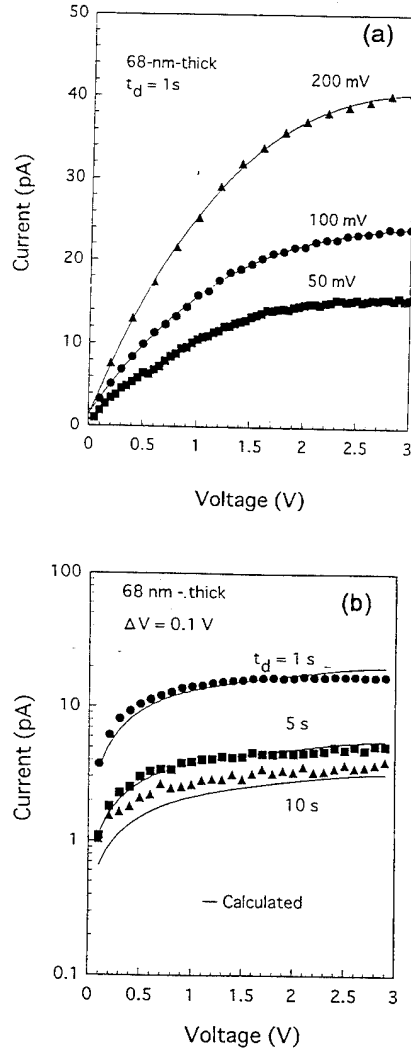 50
(a)
68-nm-thick
t_d = 1s
200 mV
40
30
Current (pA)
100 mV
20
50 mV
10
0
0 0.5 1 1.5 2 2.5 3
Voltage (V)
100
(b)
68 nm -.thick
ΔV = 0.1 V
t_d = 1 s
10
5 s
Current (pA)
1
10 s
— Calculated
0.1
0 0.5 1 1.5 2 2.5 3
Voltage (V)